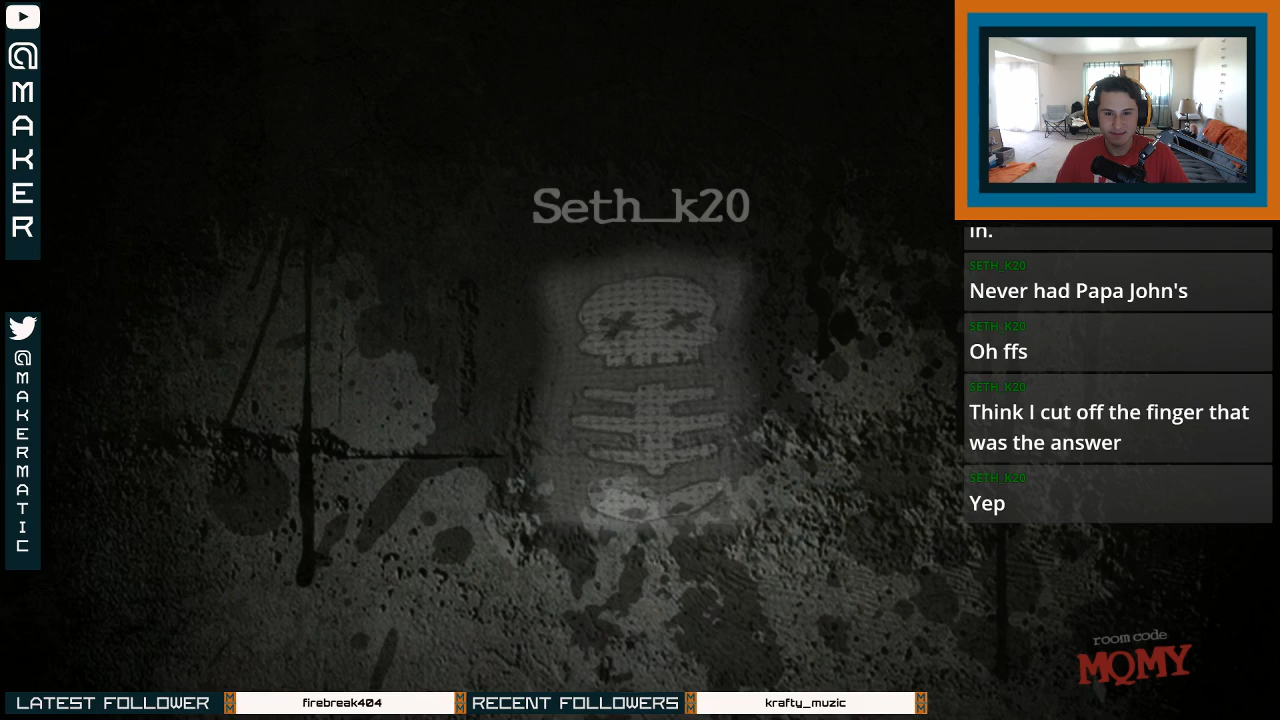 @MAKER
@MAKERMATIC
Seth_k20
in.
SETH_K20
Never had Papa John's
SETH_K20
Oh ffs
SETH_K20
Think I cut off the finger that
was the answer
SETH_K20
Yep
room code
MQMY
LATEST FOLLOWER
firebreak404
RECENT FOLLOWERS
krafty_muzic